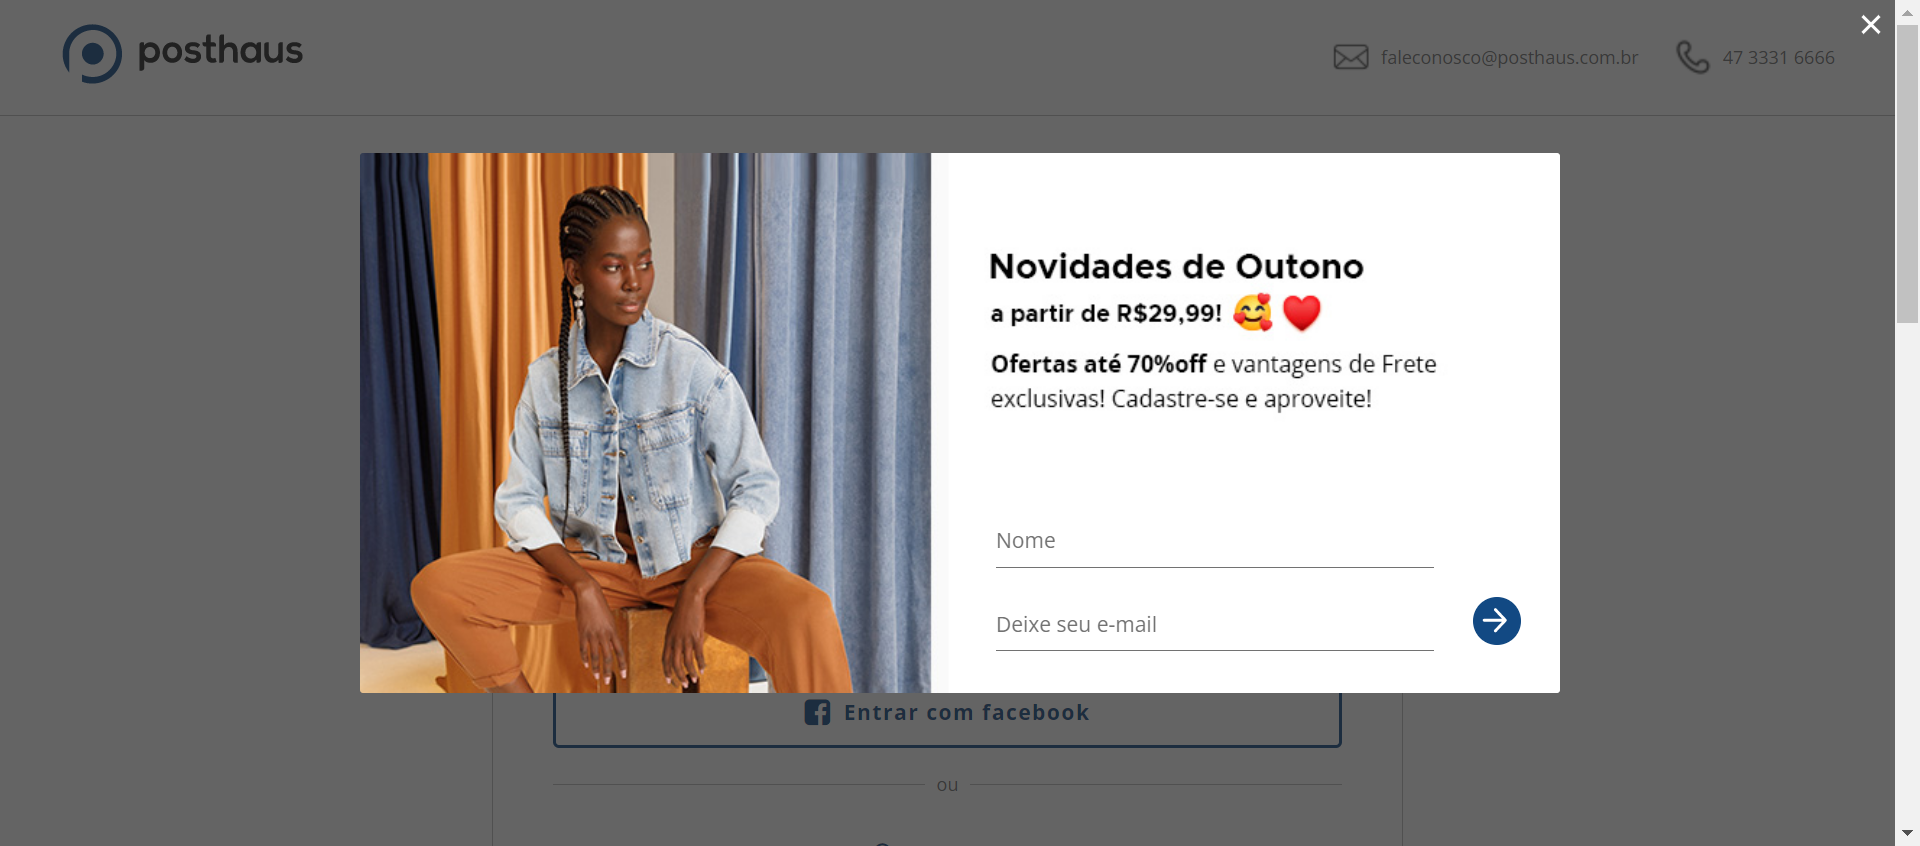 posthaus
faleconosco@posthaus.com.br
47 3331 6666
Novidades de Outono
a partir de R$29,99! 🥰 ❤️
Ofertas até 70%off e vantagens de Frete
exclusivas! Cadastre-se e aproveite!
Nome
Deixe seu e-mail
Entrar com facebook
ou